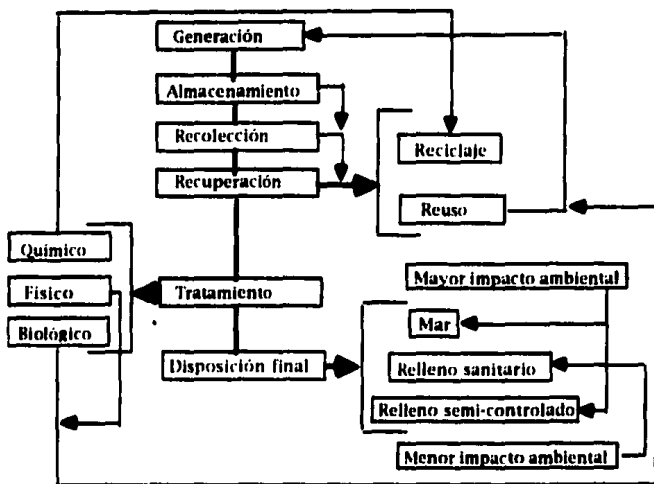 Generación
Almacenamiento
Recolección
Reciclaje
Recuperación
Reuso
Químico
Mayor impacto ambiental
Físico
Tratamiento
Mar
Biológico
Disposición final
Relleno sanitario
Relleno semi-controlado
Menor impacto ambiental